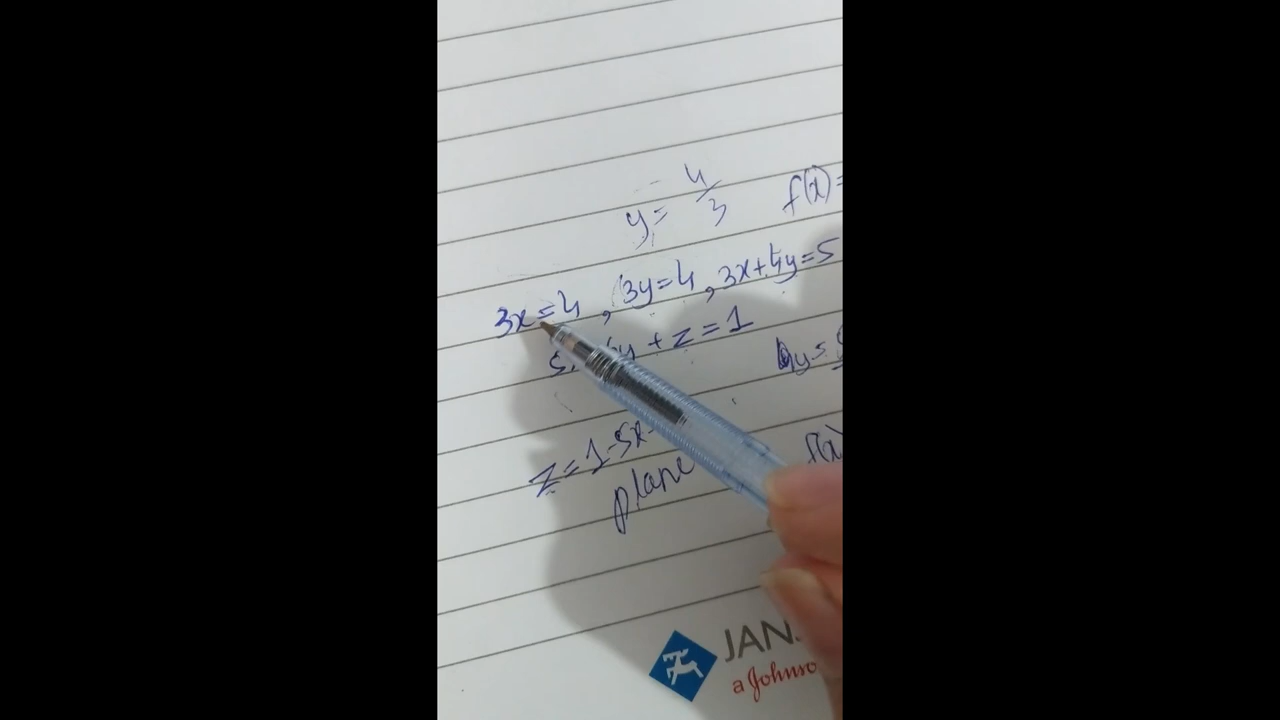 y = 4/3 f(x) =
3x = 4 , 3y = 4 , 3x + 4y = 5
y + z = 1
y =
z = 1 - 5x -
plane f(x)
JAN
a Johnso